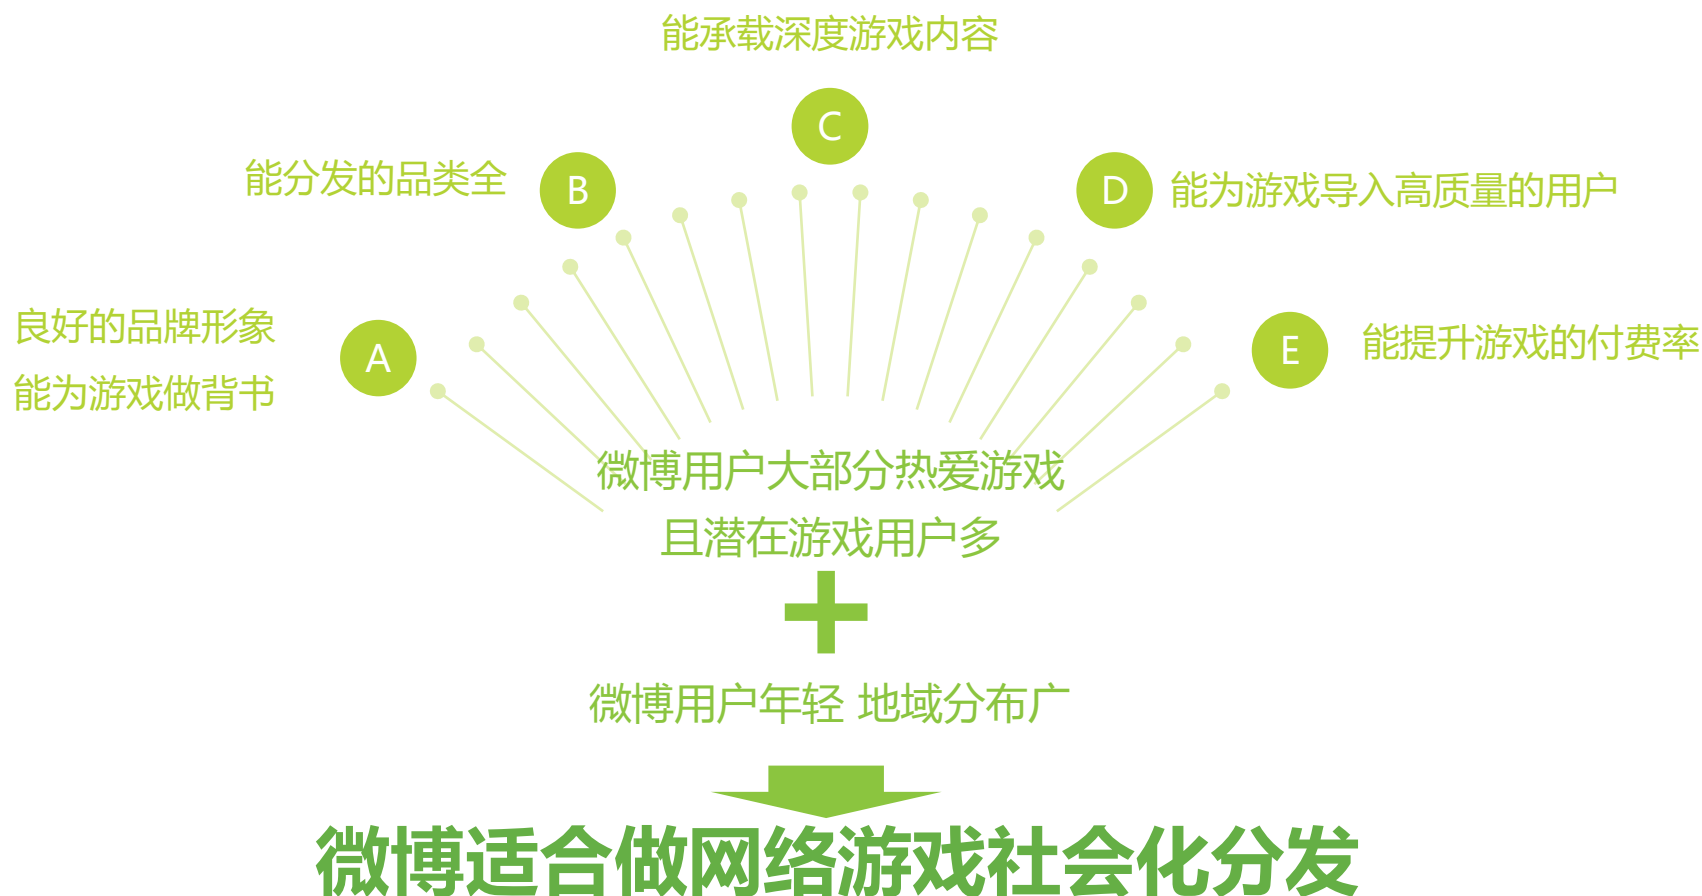 能承载深度游戏内容
C
能分发的品类全
B
D
能为游戏导入高质量的用户
良好的品牌形象
能为游戏做背书
A
E
能提升游戏的付费率
微博用户大部分热爱游戏
且潜在游戏用户多
微博用户年轻 地域分布广
微博适合做网络游戏社会化分发